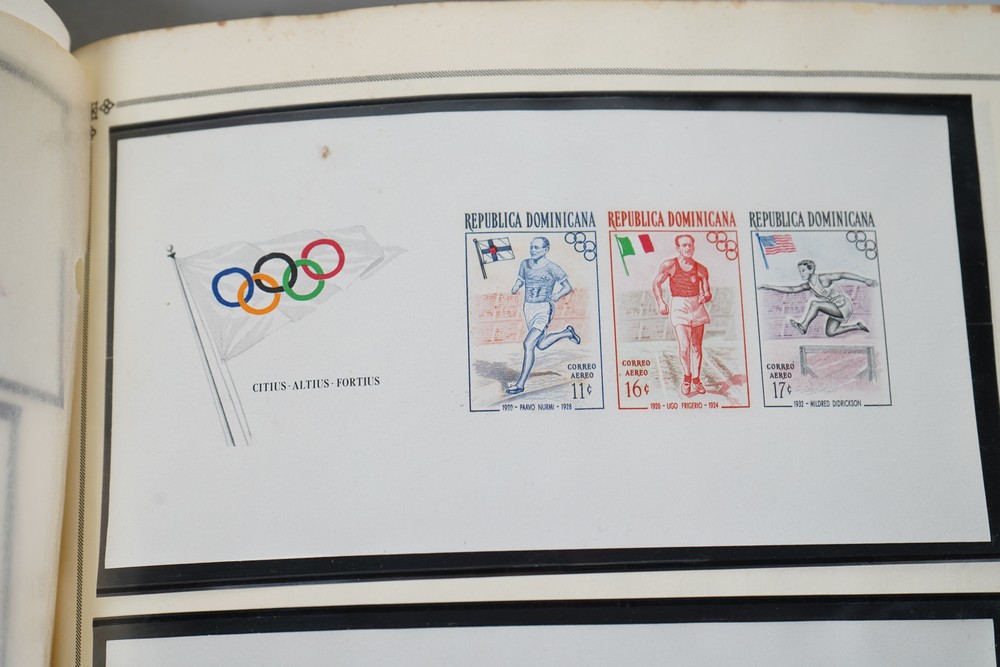 CITIUS · ALTIUS · FORTIUS
REPUBLICA DOMINICANA
CORREO
AEREO
11¢
1920 - PAAVO NURMI - 1928
REPUBLICA DOMINICANA
CORREO
AEREO
16¢
1920 - UGO FRIGERIO - 1924
REPUBLICA DOMINICANA
CORREO
AEREO
17¢
1932 - MILDRED DIDRICKSON